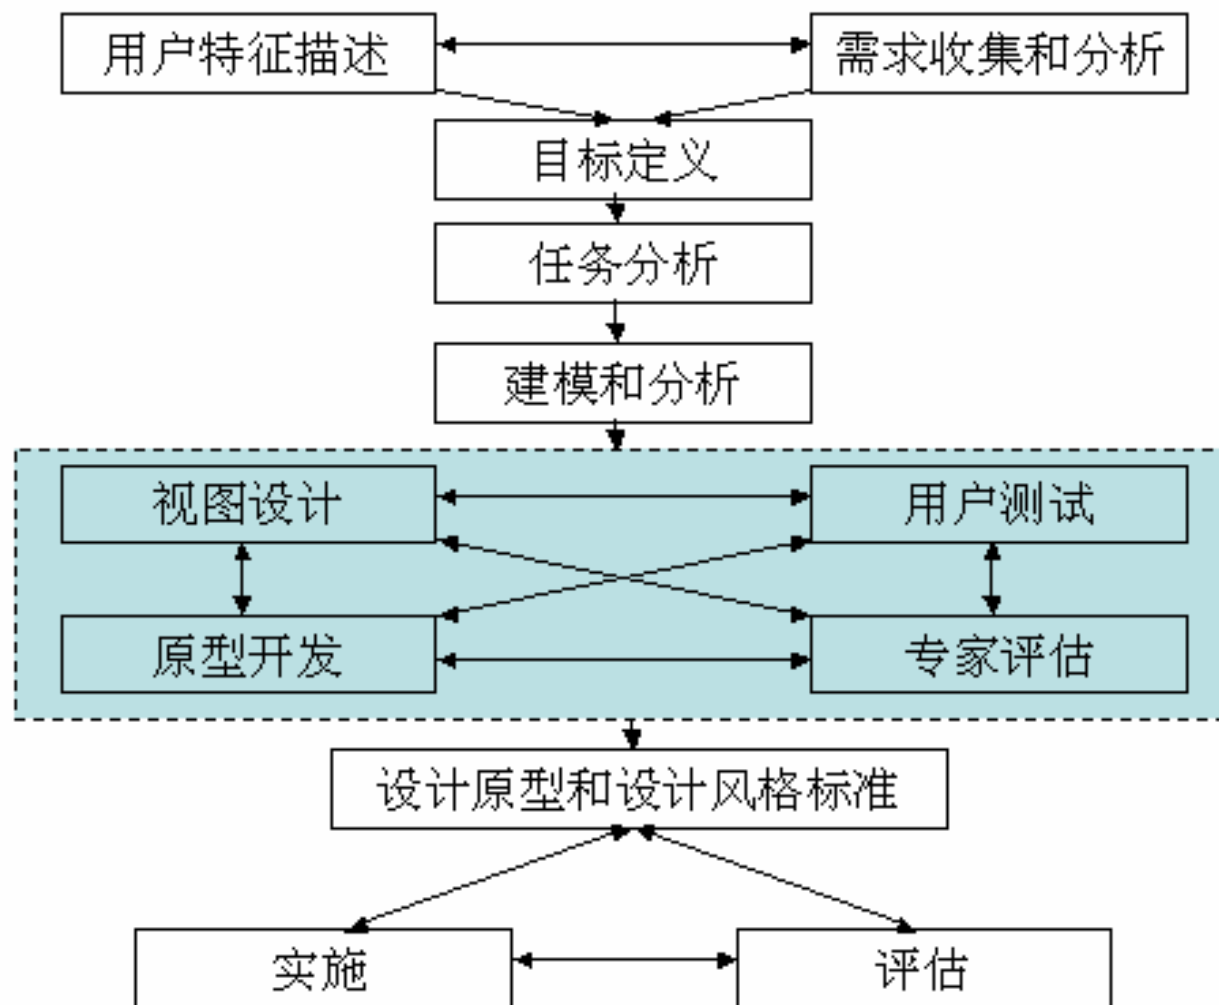 用户特征描述
需求收集和分析
目标定义
任务分析
建模和分析
视图设计
用户测试
原型开发
专家评估
设计原型和设计风格标准
实施
评估